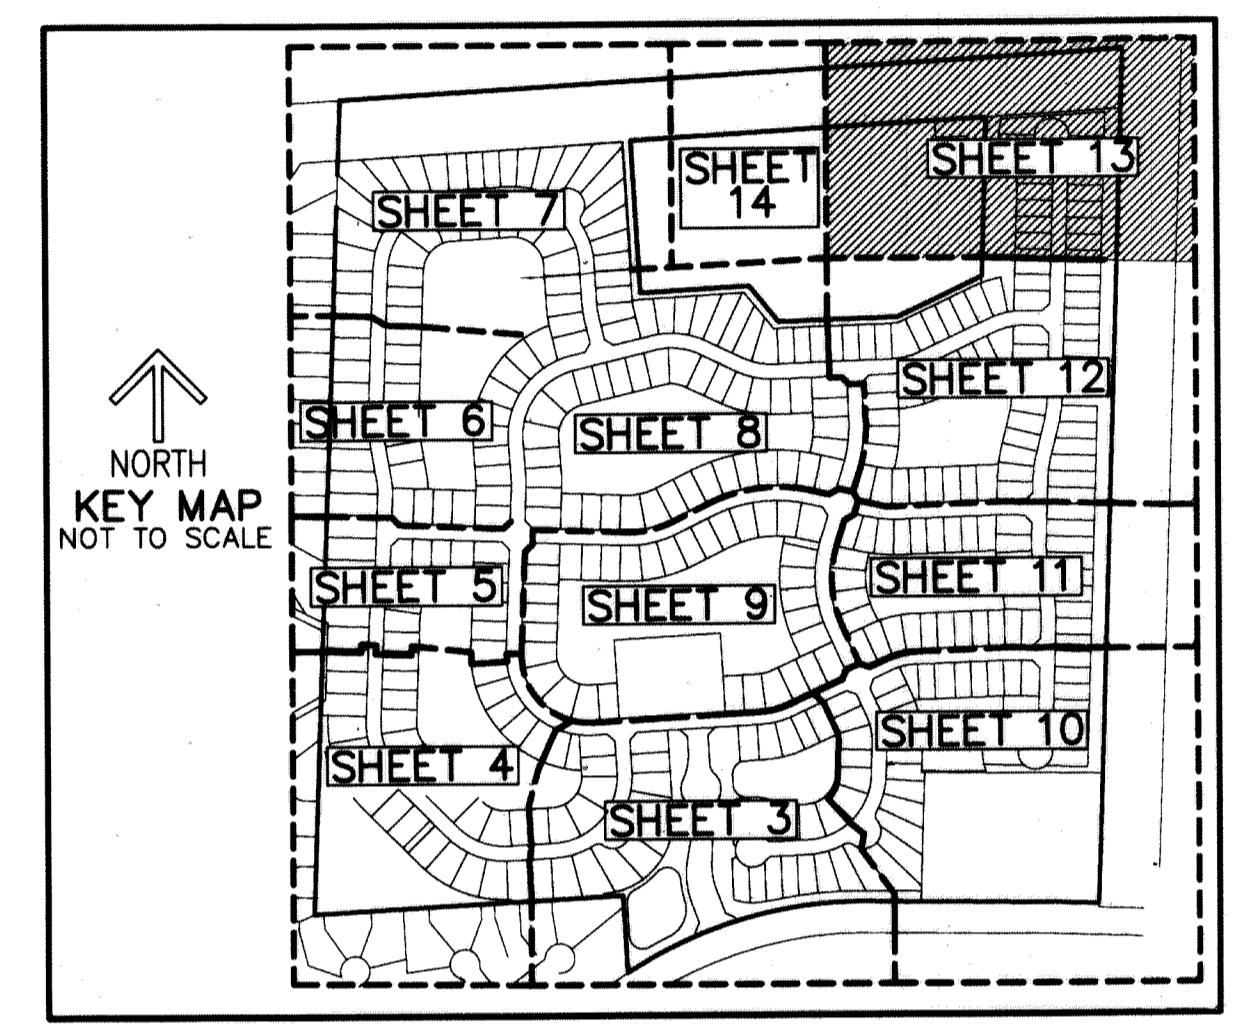 SHEET 13
SHEET
14
SHEET 7
SHEET 12
SHEET 6
SHEET 8
NORTH
KEY MAP
NOT TO SCALE
SHEET 5
SHEET 9
SHEET 11
SHEET 10
SHEET 4
SHEET 3